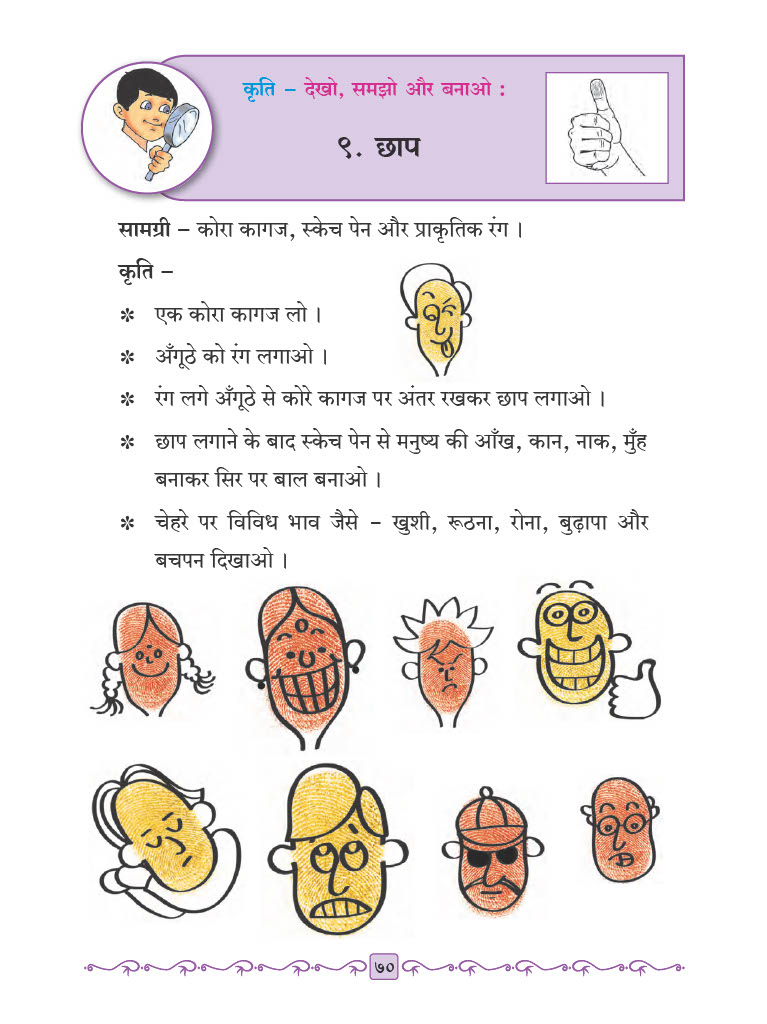 कृति – देखो, समझो और बनाओ :
९. छाप
सामग्री – कोरा कागज, स्केच पेन और प्राकृतिक रंग ।
कृति –
✽ एक कोरा कागज लो ।
✽ अँगूठे को रंग लगाओ ।
✽ रंग लगे अँगूठे से कोरे कागज पर अंतर रखकर छाप लगाओ ।
✽ छाप लगाने के बाद स्केच पेन से मनुष्य की आँख, कान, नाक, मुँह
बनाकर सिर पर बाल बनाओ ।
✽ चेहरे पर विविध भाव जैसे – खुशी, रूठना, रोना, बुढ़ापा और
बचपन दिखाओ ।
७०